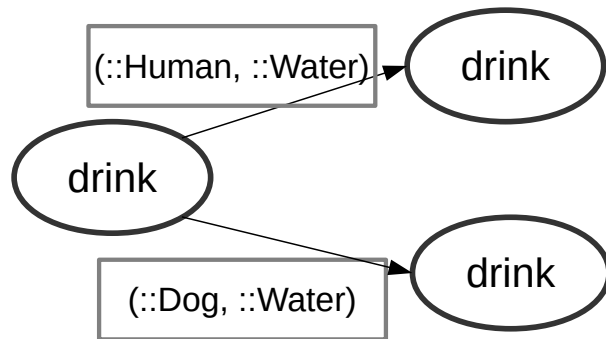 (::Human, ::Water)
drink
drink
drink
(::Dog, ::Water)